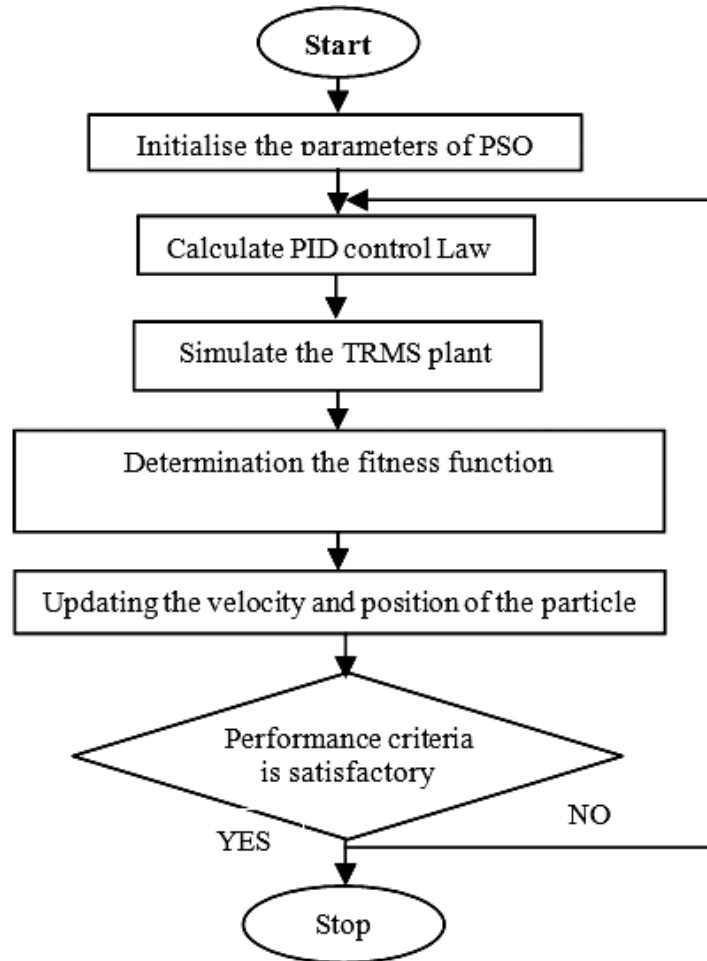 Start
Initialise the parameters of PSO
Calculate PID control Law
Simulate the TRMS plant
Determination the fitness function
Updating the velocity and position of the particle
Performance criteria
is satisfactory
YES
NO
Stop